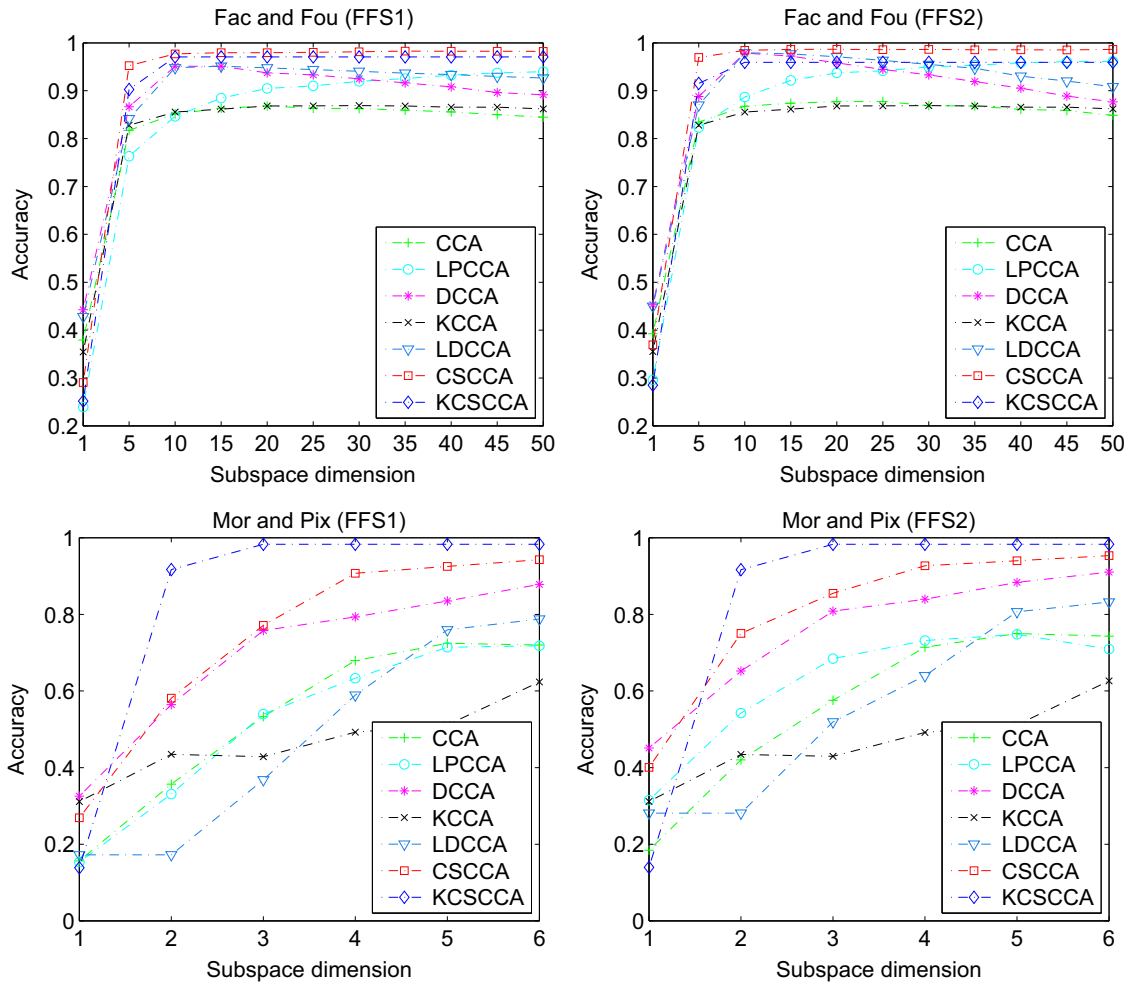 Fac and Fou (FFS1)
Accuracy
1
0.9
0.8
0.7
0.6
0.5
0.4
0.3
0.2
CCA
LPCCA
DCCA
KCCA
LDCCA
CSCCA
KCSCCA
1 5 10 15 20 25 30 35 40 45 50
Subspace dimension
Fac and Fou (FFS2)
Accuracy
1
0.9
0.8
0.7
0.6
0.5
0.4
0.3
0.2
CCA
LPCCA
DCCA
KCCA
LDCCA
CSCCA
KCSCCA
1 5 10 15 20 25 30 35 40 45 50
Subspace dimension
Mor and Pix (FFS1)
Accuracy
1
0.8
0.6
0.4
0.2
0
CCA
LPCCA
DCCA
KCCA
LDCCA
CSCCA
KCSCCA
1 2 3 4 5 6
Subspace dimension
Mor and Pix (FFS2)
Accuracy
1
0.8
0.6
0.4
0.2
0
CCA
LPCCA
DCCA
KCCA
LDCCA
CSCCA
KCSCCA
1 2 3 4 5 6
Subspace dimension